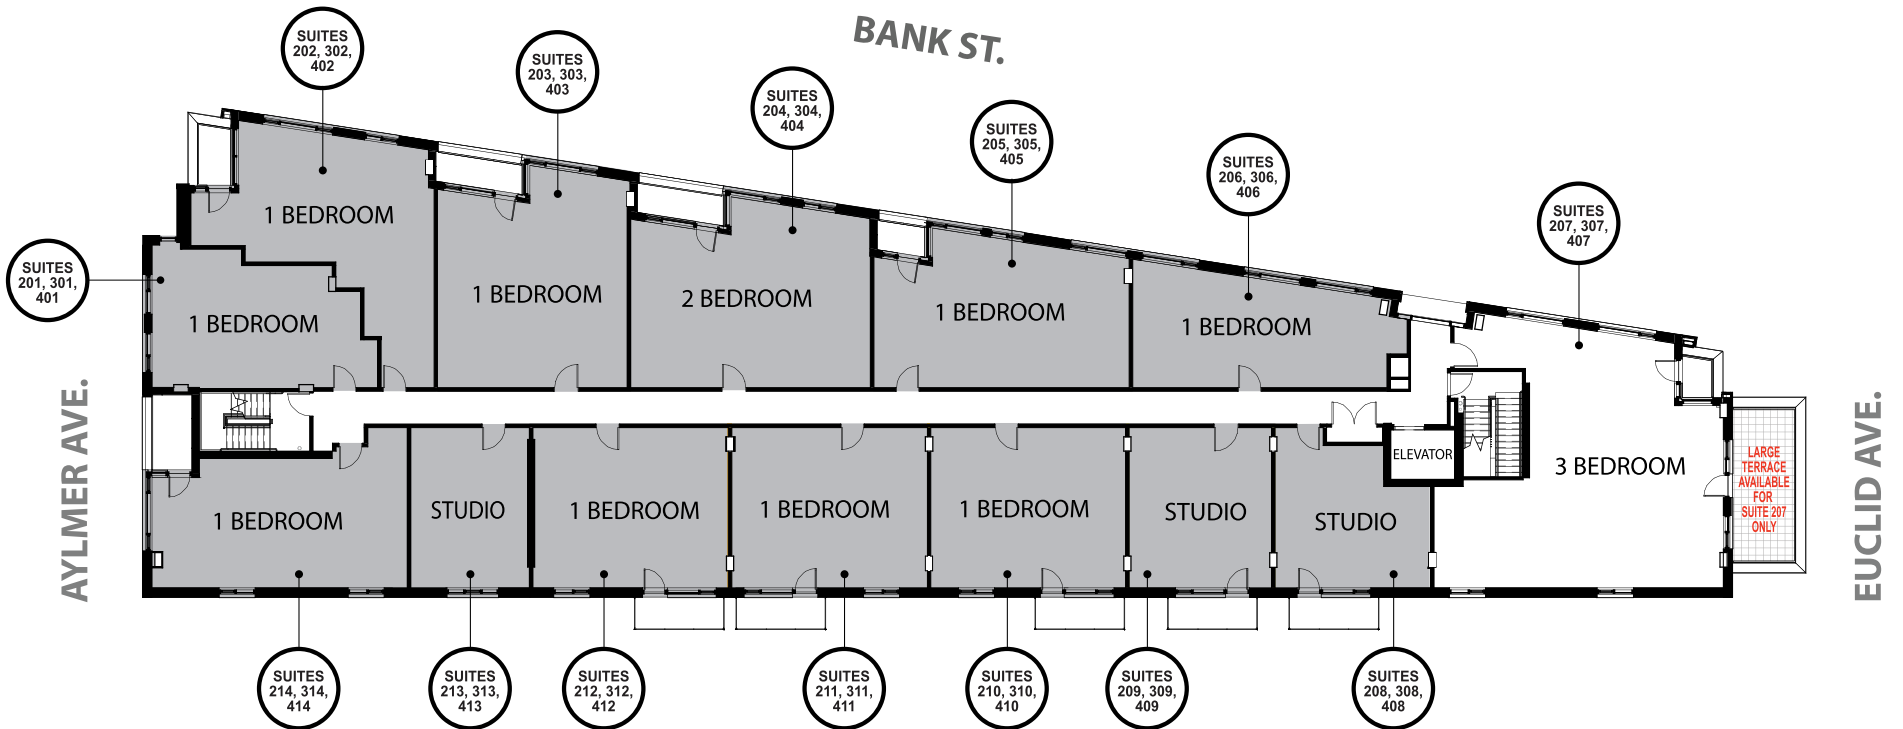 BANK ST.
SUITES
202, 302,
402
SUITES
203, 303,
403
SUITES
204, 304,
404
SUITES
205, 305,
405
SUITES
206, 306,
406
SUITES
207, 307,
407
SUITES
201, 301,
401
1 BEDROOM
1 BEDROOM
1 BEDROOM
2 BEDROOM
1 BEDROOM
1 BEDROOM
AYLMER AVE.
EUCLID AVE.
ELEVATOR
3 BEDROOM
LARGE
TERRACE
AVAILABLE
FOR
SUITE 207
ONLY
1 BEDROOM
STUDIO
1 BEDROOM
1 BEDROOM
1 BEDROOM
STUDIO
STUDIO
SUITES
214, 314,
414
SUITES
213, 313,
413
SUITES
212, 312,
412
SUITES
211, 311,
411
SUITES
210, 310,
410
SUITES
209, 309,
409
SUITES
208, 308,
408